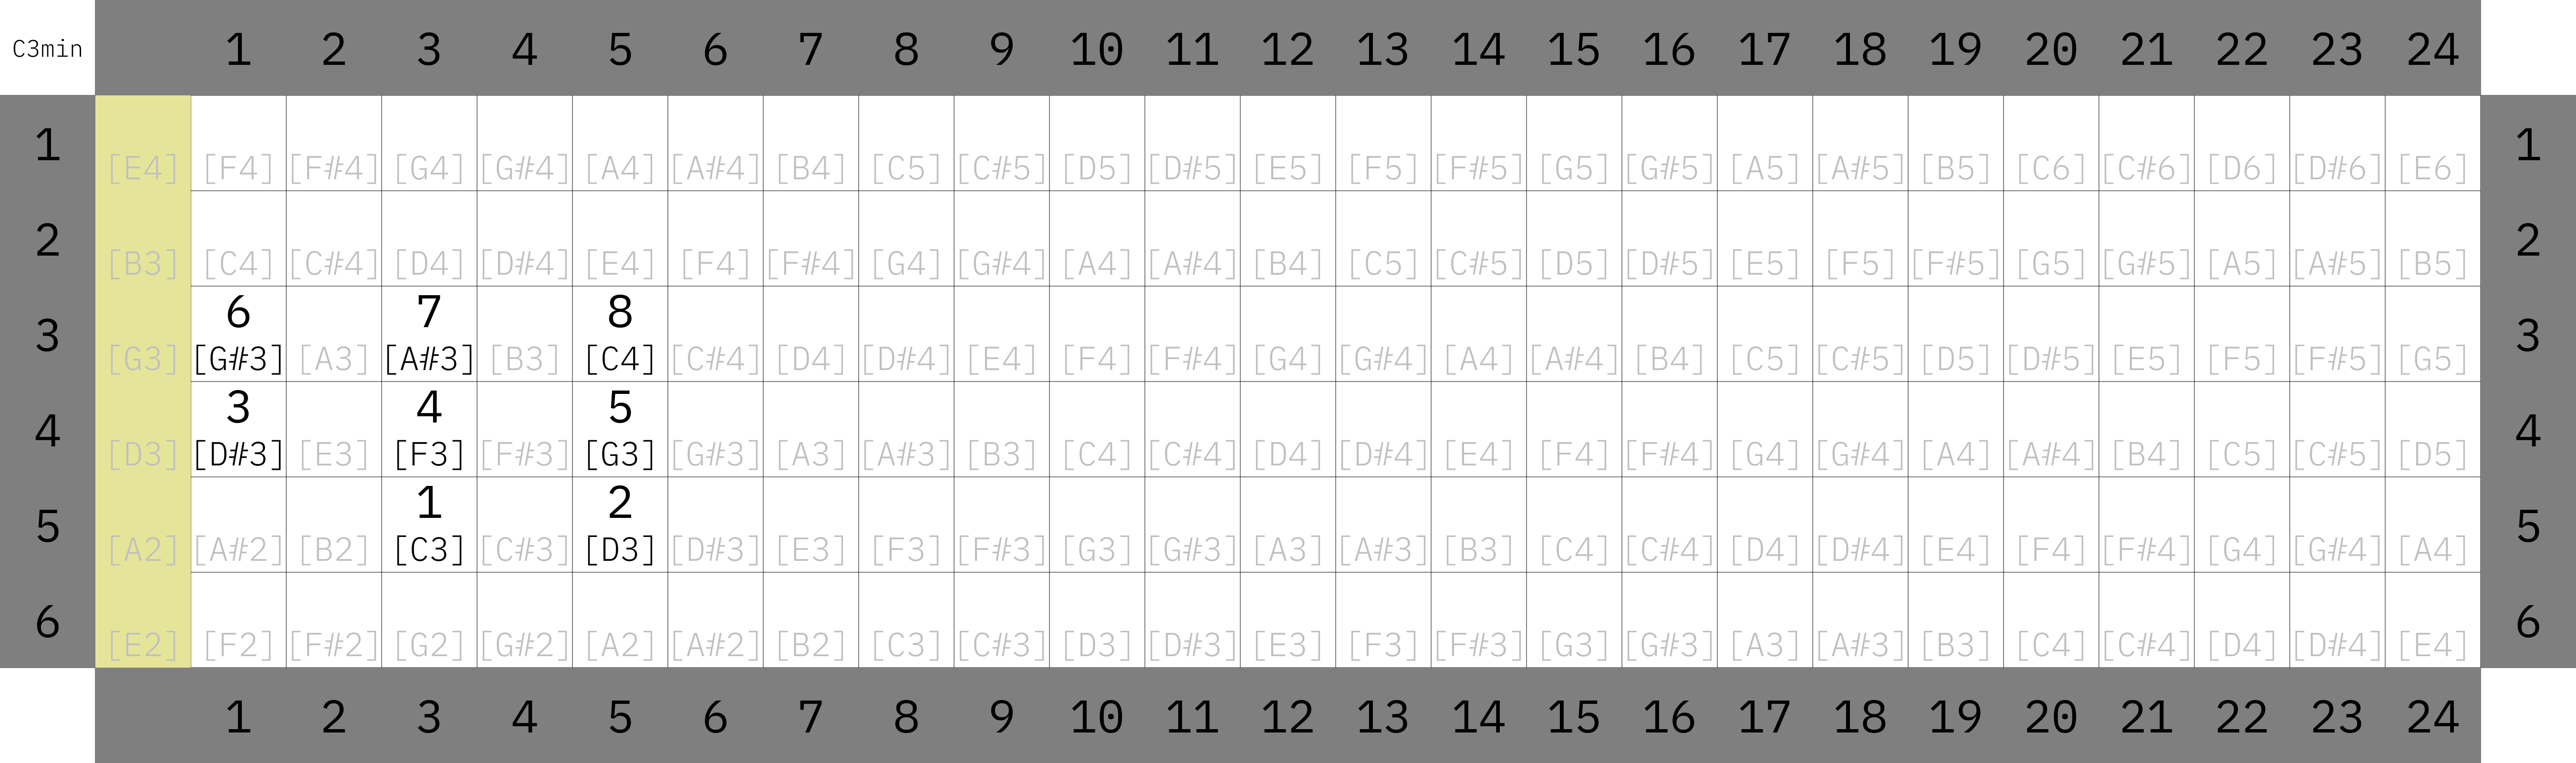 C3min 1 2 3 4 5 6 7 8 9 10 11 12 13 14 15 16 17 18 19 20 21 22 23 24
1 [E4] [F4] [F#4] [G4] [G#4] [A4] [A#4] [B4] [C5] [C#5] [D5] [D#5] [E5] [F5] [F#5] [G5] [G#5] [A5] [A#5] [B5] [C6] [C#6] [D6] [D#6] [E6] 1
2 [B3] [C4] [C#4] [D4] [D#4] [E4] [F4] [F#4] [G4] [G#4] [A4] [A#4] [B4] [C5] [C#5] [D5] [D#5] [E5] [F5] [F#5] [G5] [G#5] [A5] [A#5] [B5] 2
6 7 8
3 [G3] [G#3] [A3] [A#3] [B3] [C4] [C#4] [D4] [D#4] [E4] [F4] [F#4] [G4] [G#4] [A4] [A#4] [B4] [C5] [C#5] [D5] [D#5] [E5] [F5] [F#5] [G5] 3
3 4 5
4 [D3] [D#3] [E3] [F3] [F#3] [G3] [G#3] [A3] [A#3] [B3] [C4] [C#4] [D4] [D#4] [E4] [F4] [F#4] [G4] [G#4] [A4] [A#4] [B4] [C5] [C#5] [D5] 4
1 2
5 [A2] [A#2] [B2] [C3] [C#3] [D3] [D#3] [E3] [F3] [F#3] [G3] [G#3] [A3] [A#3] [B3] [C4] [C#4] [D4] [D#4] [E4] [F4] [F#4] [G4] [G#4] [A4] 5
6 [E2] [F2] [F#2] [G2] [G#2] [A2] [A#2] [B2] [C3] [C#3] [D3] [D#3] [E3] [F3] [F#3] [G3] [G#3] [A3] [A#3] [B3] [C4] [C#4] [D4] [D#4] [E4] 6
1 2 3 4 5 6 7 8 9 10 11 12 13 14 15 16 17 18 19 20 21 22 23 24